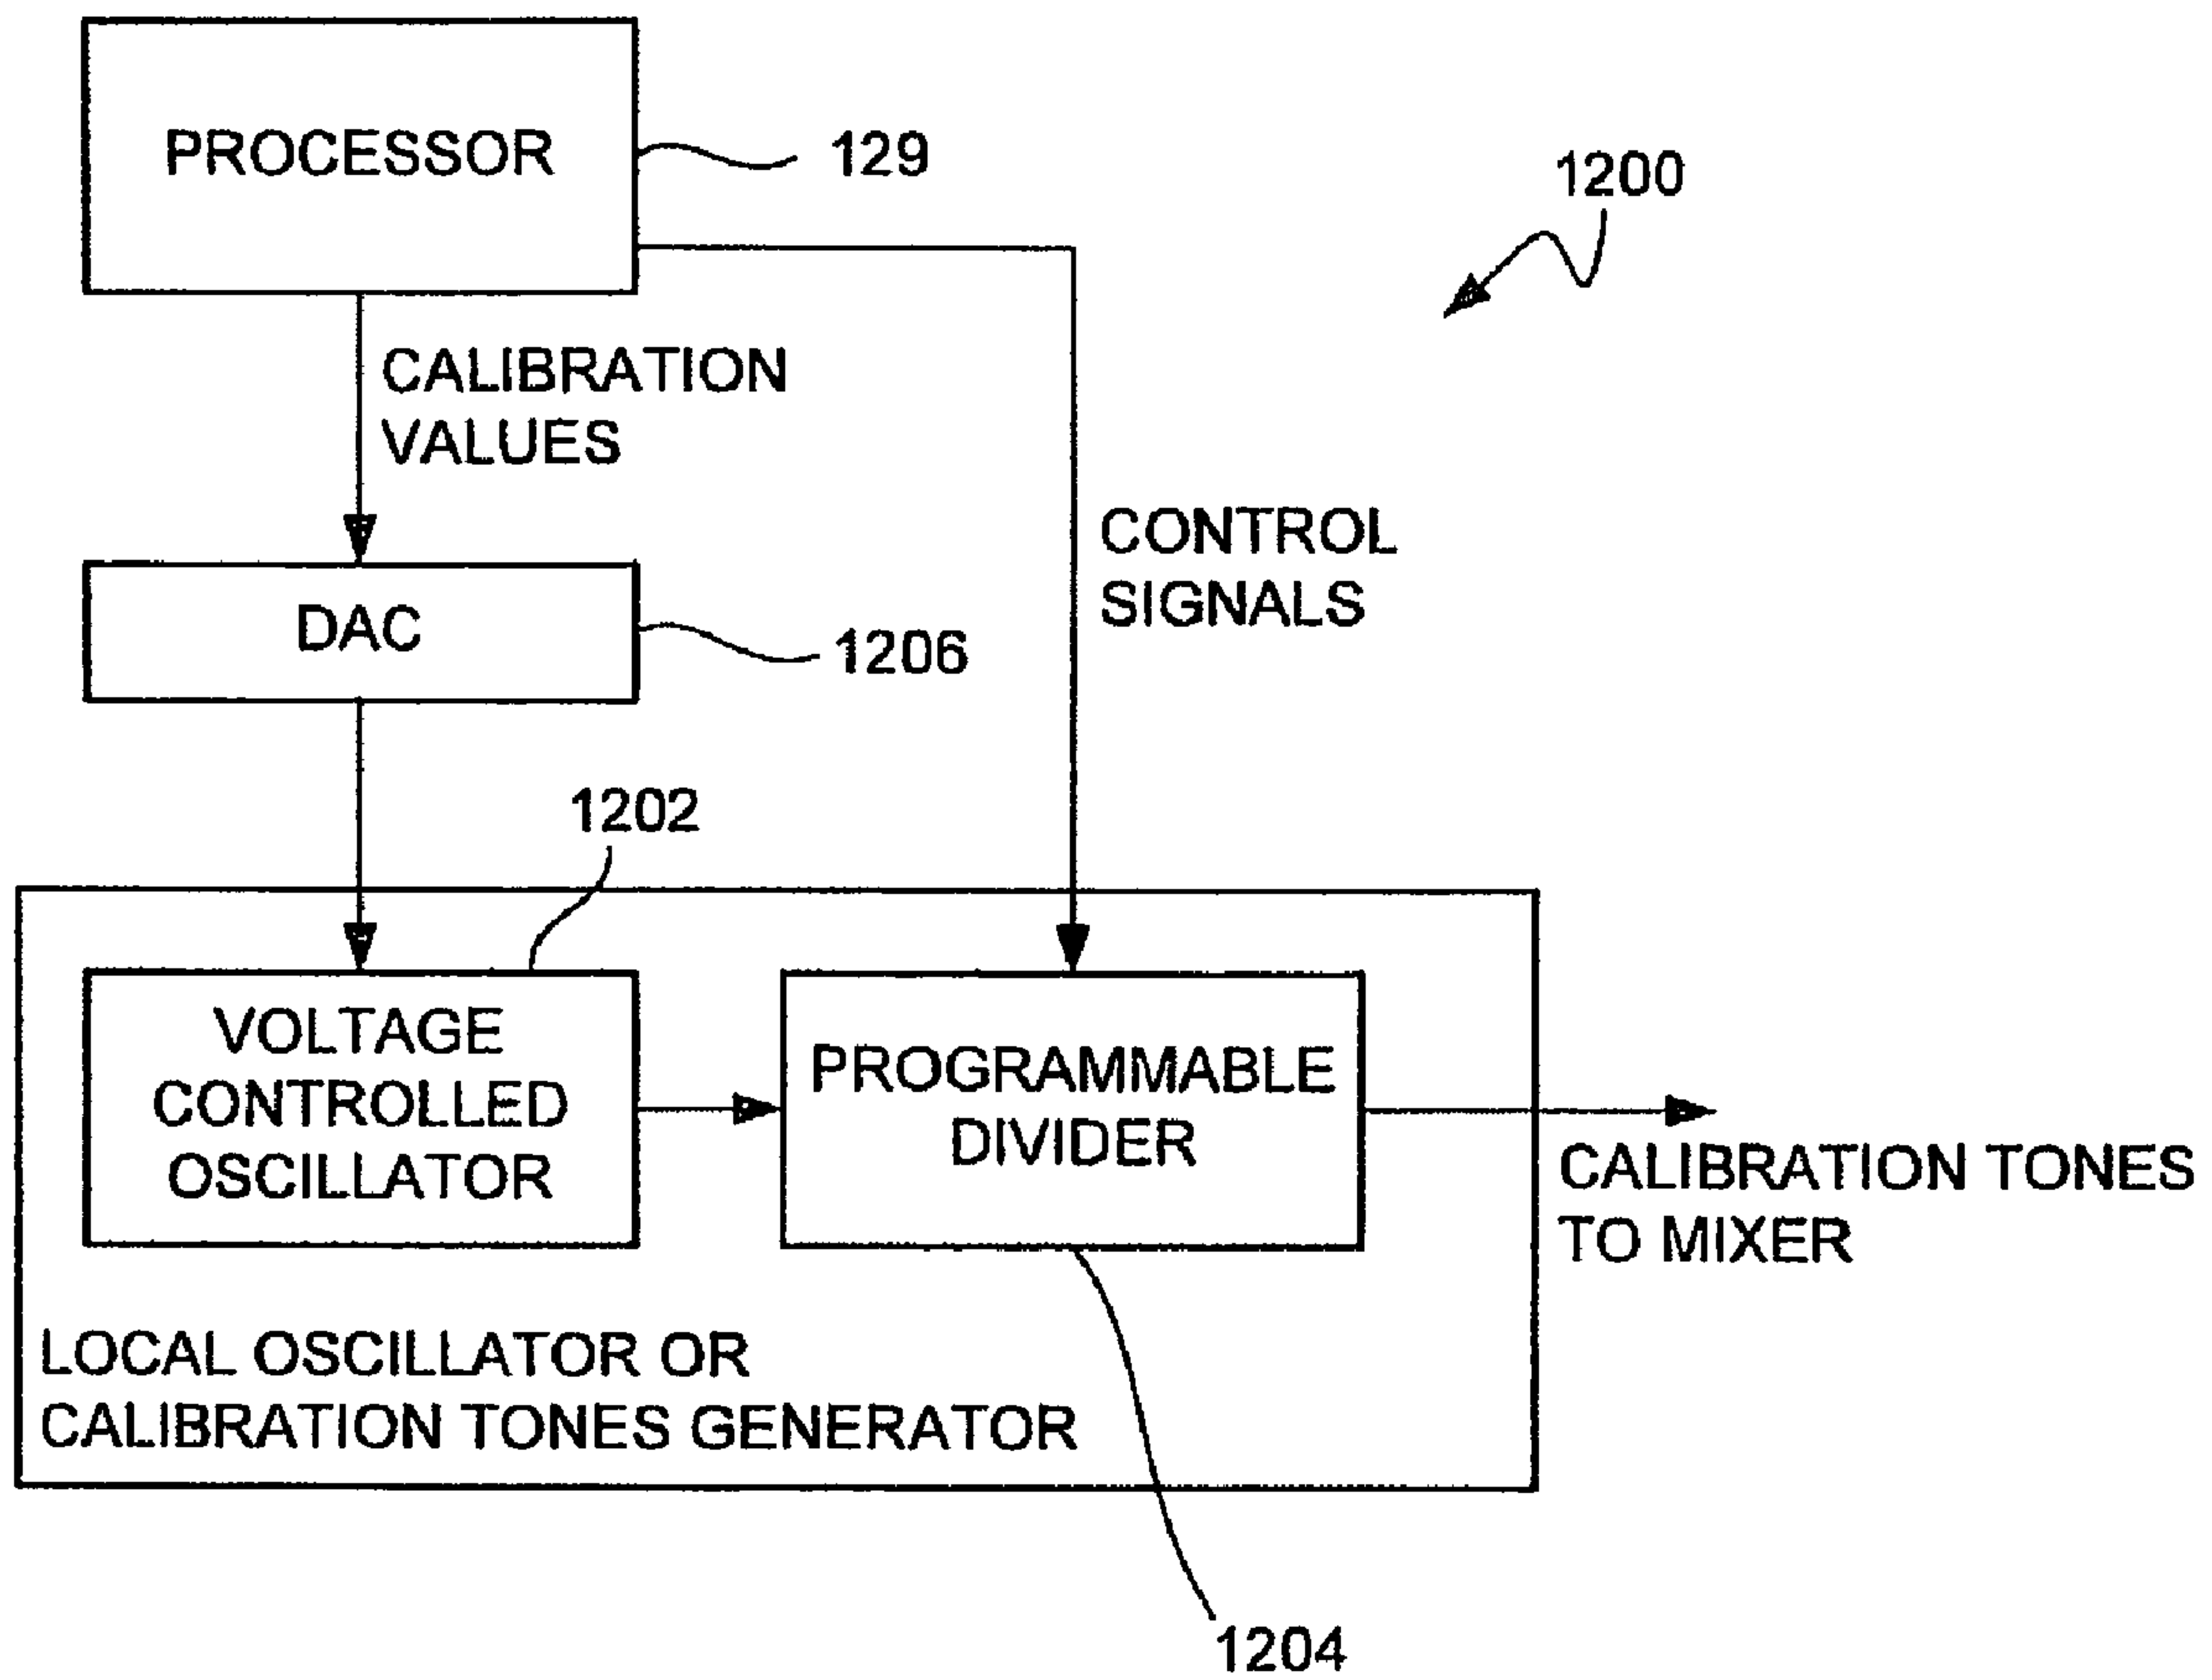 PROCESSOR
129
1200
CALIBRATION
VALUES
CONTROL
SIGNALS
DAC
1206
1202
VOLTAGE
CONTROLLED
OSCILLATOR
PROGRAMMABLE
DIVIDER
CALIBRATION TONES
TO MIXER
LOCAL OSCILLATOR OR
CALIBRATION TONES GENERATOR
1204